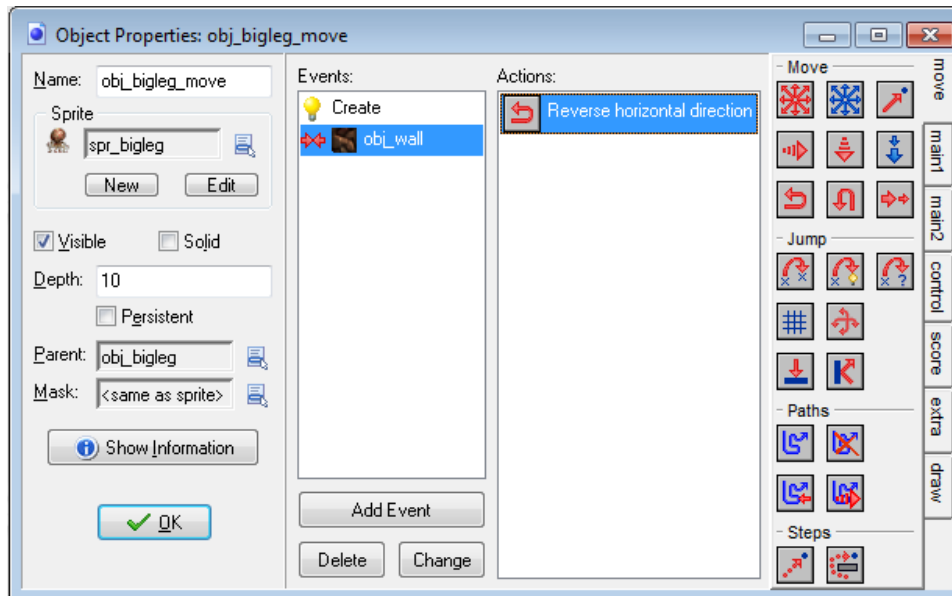 Object Properties: obj_bigleg_move
Name: obj_bigleg_move
Sprite
spr_bigleg
New Edit
Visible Solid
Depth: 10
Persistent
Parent: obj_bigleg
Mask: <same as sprite>
Show Information
OK
Events:
Create
obj_wall
Add Event
Delete Change
Actions:
Reverse horizontal direction
Move
Jump
Paths
Steps
move
main1
main2
control
score
extra
draw